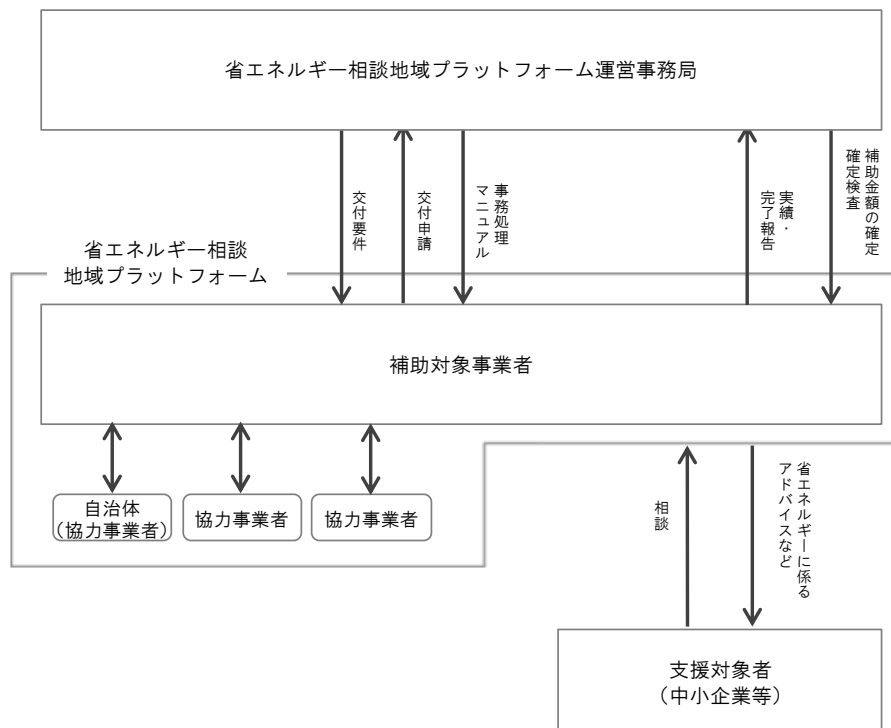 省エネルギー相談地域プラットフォーム運営事務局
交付要件
交付申請
事務処理
マニュアル
実績・
完了報告
補助金額の確定
確定検査
省エネルギー相談
地域プラットフォーム
補助対象事業者
自治体
（協力事業者）
協力事業者
協力事業者
相談
省エネルギーに係る
アドバイスなど
支援対象者
（中小企業等）